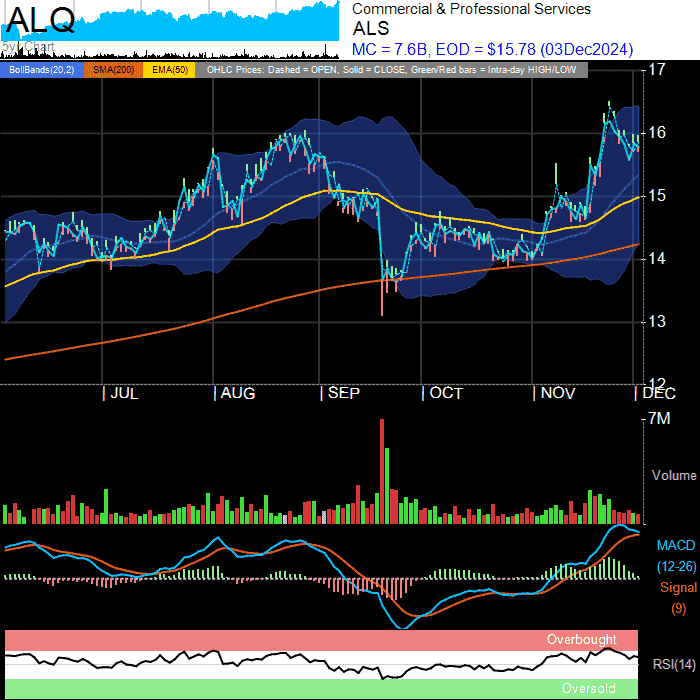 ALQ
by iChart
Commercial & Professional Services
ALS
MC = 7.6B, EOD = $15.78 (03Dec2024)
BollBands(20,2) SMA(200) EMA(50) OHLC Prices: Dashed = OPEN, Solid = CLOSE, Green/Red bars = Intra-day HIGH/LOW
17
16
15
14
13
12
JUL AUG SEP OCT NOV DEC
7M
Volume
MACD
(12-26)
Signal
(9)
Overbought
RSI(14)
Oversold